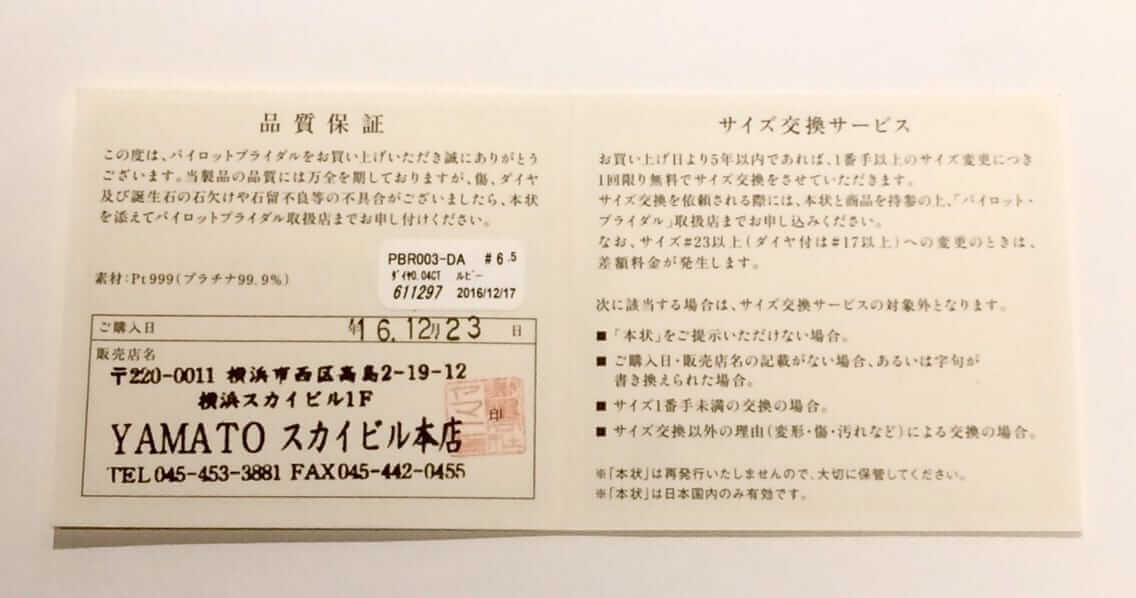 品質保証
この度は、パイロットブライダルをお買い上げいただき誠にありがとう
ございます。当製品の品質には万全を期しておりますが、傷、ダイヤ
及び誕生石の石欠けや石留不良等の不具合がございましたら、本状
を添えてパイロットブライダル取扱店までお申し付けください。
PBR003-DA #6.5
ダイヤ0.04CT ルビー
611297 2016/12/17
素材：Pt999（プラチナ99.9%）
ご購入日 16.12月23日
販売店名
〒220-0011 横浜市西区高島2-19-12
横浜スカイビル1F
YAMATO スカイビル本店
印
TEL 045-453-3881 FAX 045-442-0455
サイズ交換サービス
お買い上げ日より5年以内であれば、1番手以上のサイズ変更につき
1回限り無料でサイズ交換をさせていただきます。
サイズ交換を依頼される際には、本状と商品を持参の上、「パイロット・
ブライダル」取扱店までお申し込みください。
なお、サイズ#23以上（ダイヤ付は#17以上）への変更のときは、
差額料金が発生します。
次に該当する場合は、サイズ交換サービスの対象外となります。
■「本状」をご提示いただけない場合。
■ご購入日・販売店名の記載がない場合、あるいは字句が
書き換えられた場合。
■サイズ1番手未満の交換の場合。
■サイズ交換以外の理由（変形・傷・汚れなど）による交換の場合。
※「本状」は再発行いたしませんので、大切に保管してください。
※「本状」は日本国内のみ有効です。